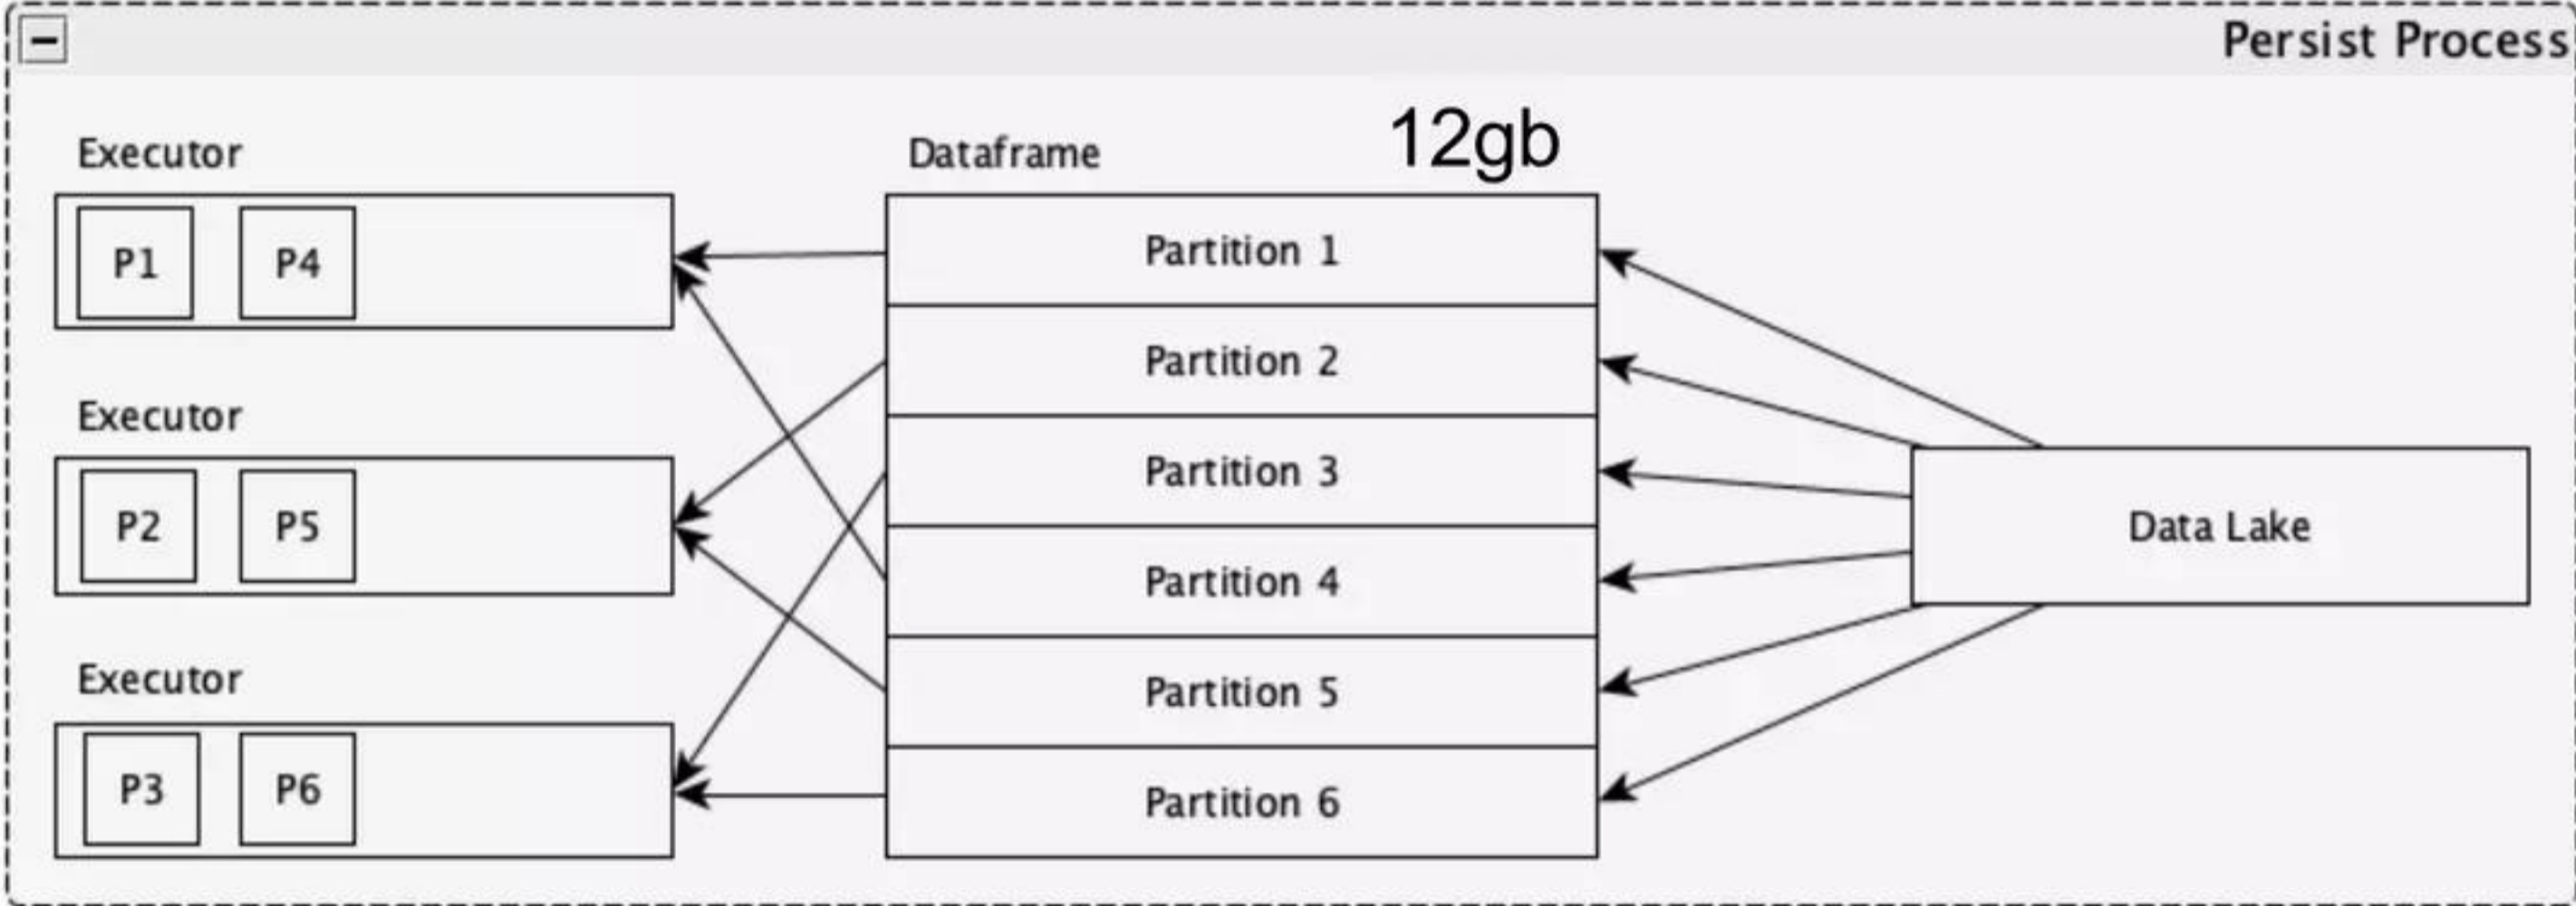 Persist Process
Executor
P1 P4
Executor
P2 P5
Executor
P3 P6
Dataframe 12gb
Partition 1
Partition 2
Partition 3
Partition 4
Partition 5
Partition 6
Data Lake